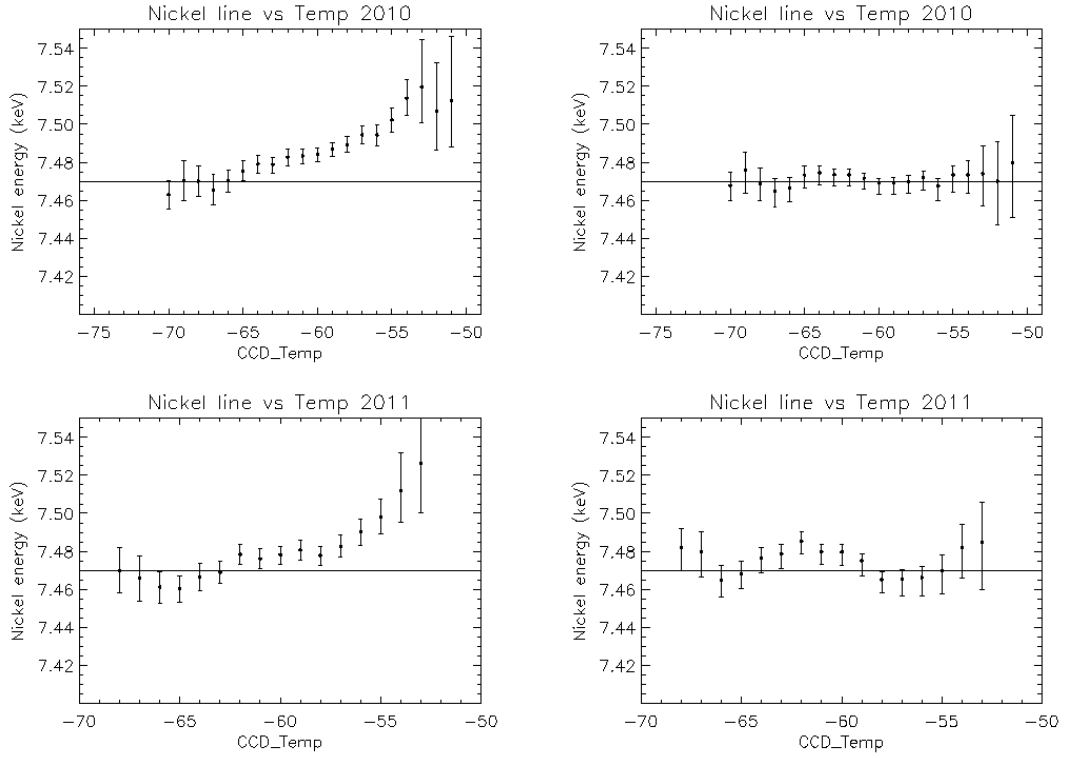 Nickel line vs Temp 2010
Nickel energy (keV)
7.54
7.52
7.50
7.48
7.46
7.44
7.42
−75 −70 −65 −60 −55 −50
CCD_Temp
Nickel line vs Temp 2010
Nickel energy (keV)
7.54
7.52
7.50
7.48
7.46
7.44
7.42
−75 −70 −65 −60 −55 −50
CCD_Temp
Nickel line vs Temp 2011
Nickel energy (keV)
7.54
7.52
7.50
7.48
7.46
7.44
7.42
−70 −65 −60 −55 −50
CCD_Temp
Nickel line vs Temp 2011
Nickel energy (keV)
7.54
7.52
7.50
7.48
7.46
7.44
7.42
−70 −65 −60 −55 −50
CCD_Temp